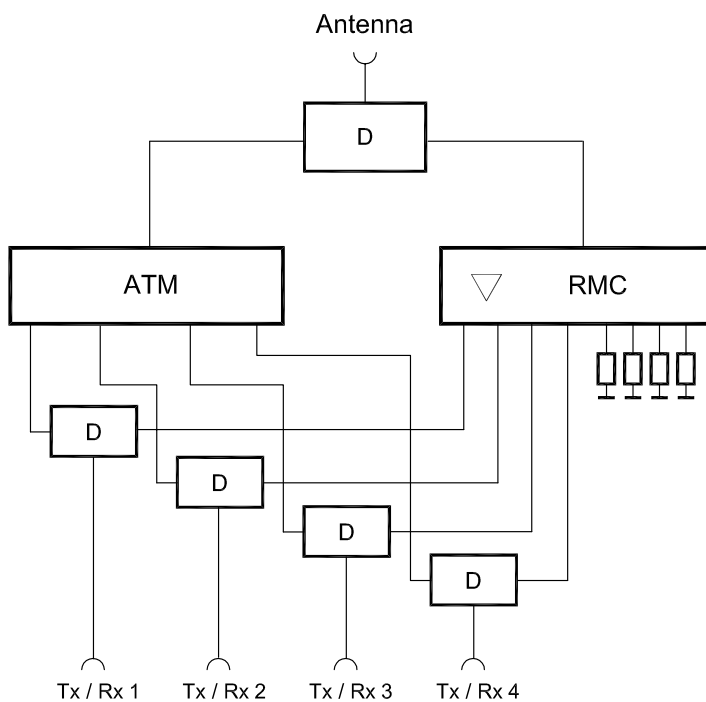 Antenna
D
ATM
RMC
D
D
D
D
Tx / Rx 1
Tx / Rx 2
Tx / Rx 3
Tx / Rx 4